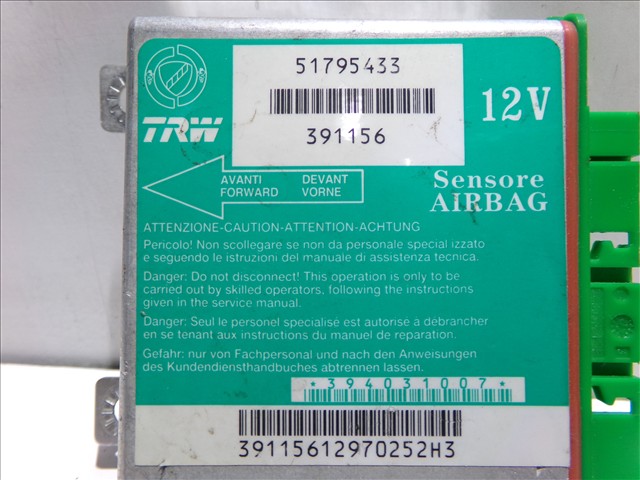 51795433
391156
12V
TRW
AVANTI DEVANT
FORWARD VORNE
Sensore
AIRBAG
ATTENZIONE-CAUTION-ATTENTION-ACHTUNG
Pericolo! Non scollegare se non da personale special izzato
e seguendo le istruzioni del manuale di assistenza tecnica.
Danger: Do not disconnect! This operation is only to be
carried out by skilled operators, following the instructions
given in the service manual.
Danger: Seul le personel specialisé est autorisé à débrancher
en se tenant aux instructions du manuel de reparation.
Gefahr: nur von Fachpersonal und nach den Anweisungen
des Kundendiensthandbuches abtrennen lassen.
*394031007*
39115612970252H3